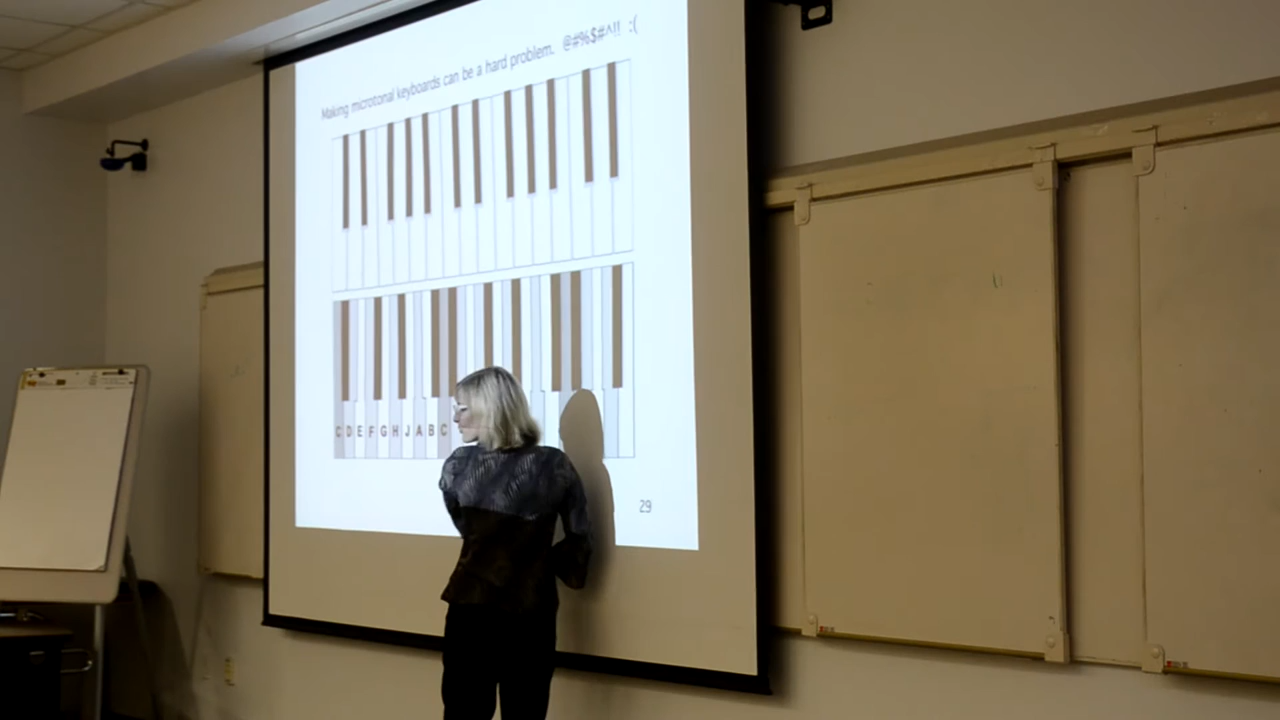 Making microtonal keyboards can be a hard problem. @#%$#^!! :(
C D E F G H J A B C
29